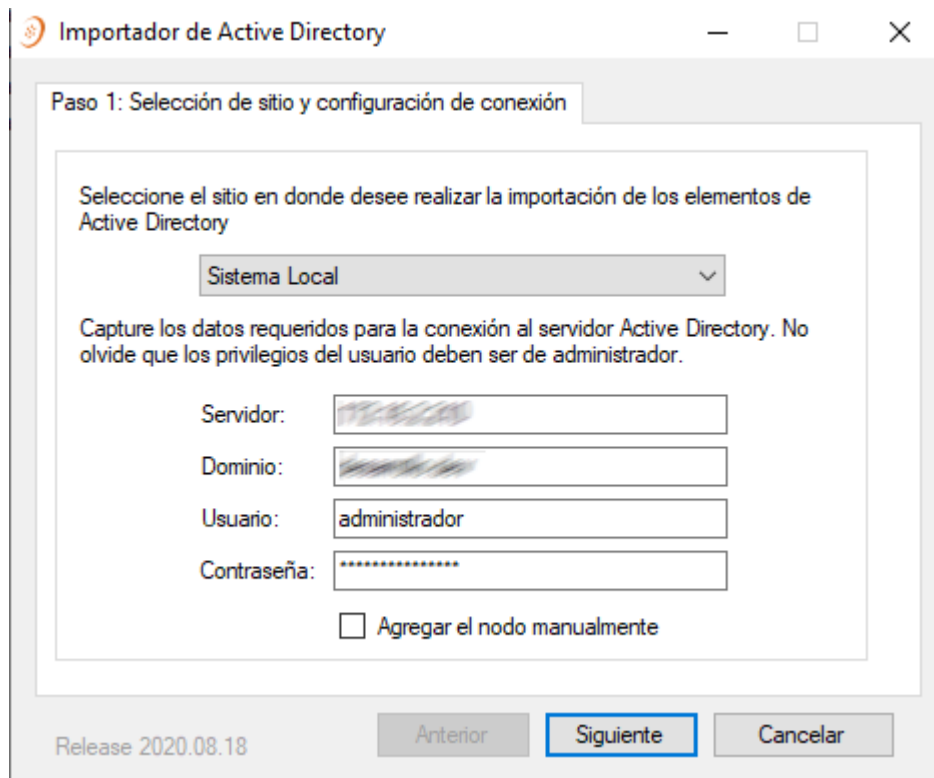 Importador de Active Directory
Paso 1: Selección de sitio y configuración de conexión
Seleccione el sitio en donde desee realizar la importación de los elementos de
Active Directory
Sistema Local
Capture los datos requeridos para la conexión al servidor Active Directory. No
olvide que los privilegios del usuario deben ser de administrador.
Servidor:
Dominio:
Usuario: administrador
Contraseña: ***************
Agregar el nodo manualmente
Release 2020.08.18 Anterior Siguiente Cancelar